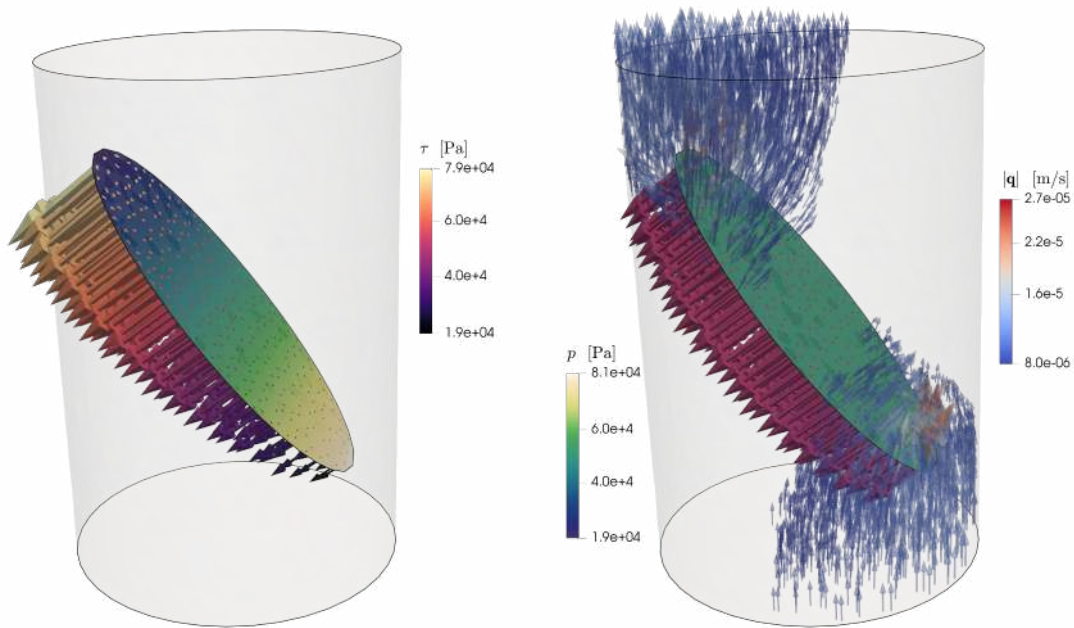 τ [Pa]
7.9e+04
6.0e+4
4.0e+4
1.9e+04
|q| [m/s]
2.7e-05
2.2e-5
1.6e-5
8.0e-06
p [Pa]
8.1e+04
6.0e+4
4.0e+4
1.9e+04